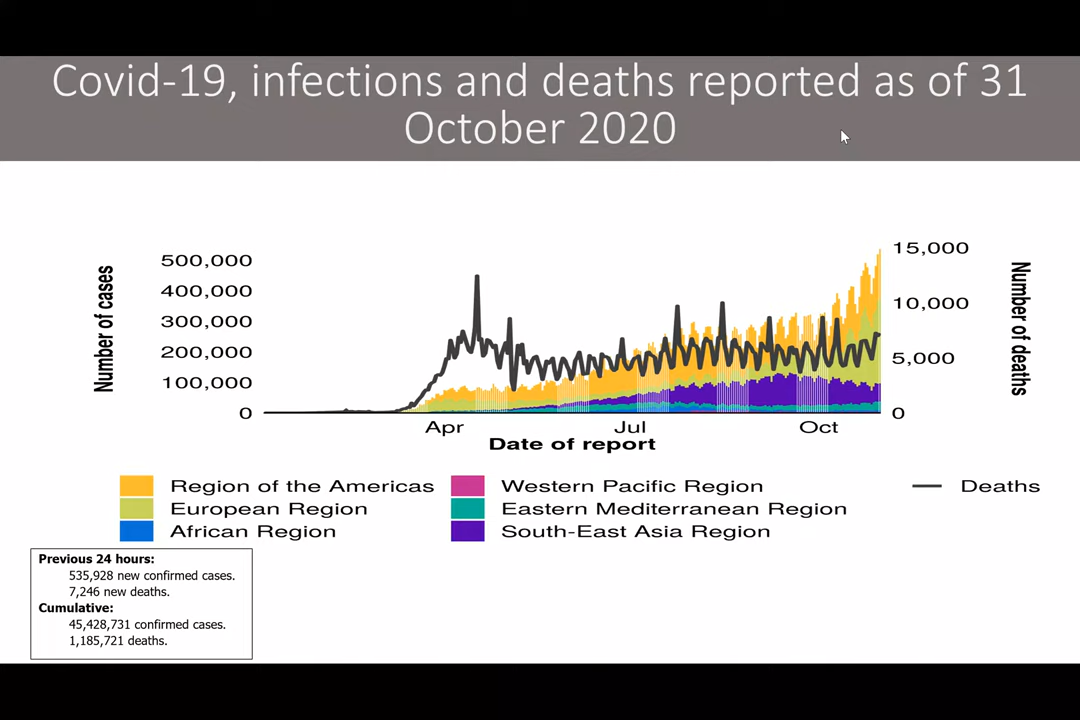 Covid-19, infections and deaths reported as of 31
October 2020
Number of cases
500,000
400,000
300,000
200,000
100,000
0
15,000
10,000
5,000
0
Number of deaths
Apr Jul Oct
Date of report
Region of the Americas Western Pacific Region Deaths
European Region Eastern Mediterranean Region
African Region South-East Asia Region
Previous 24 hours:
535,928 new confirmed cases.
7,246 new deaths.
Cumulative:
45,428,731 confirmed cases.
1,185,721 deaths.